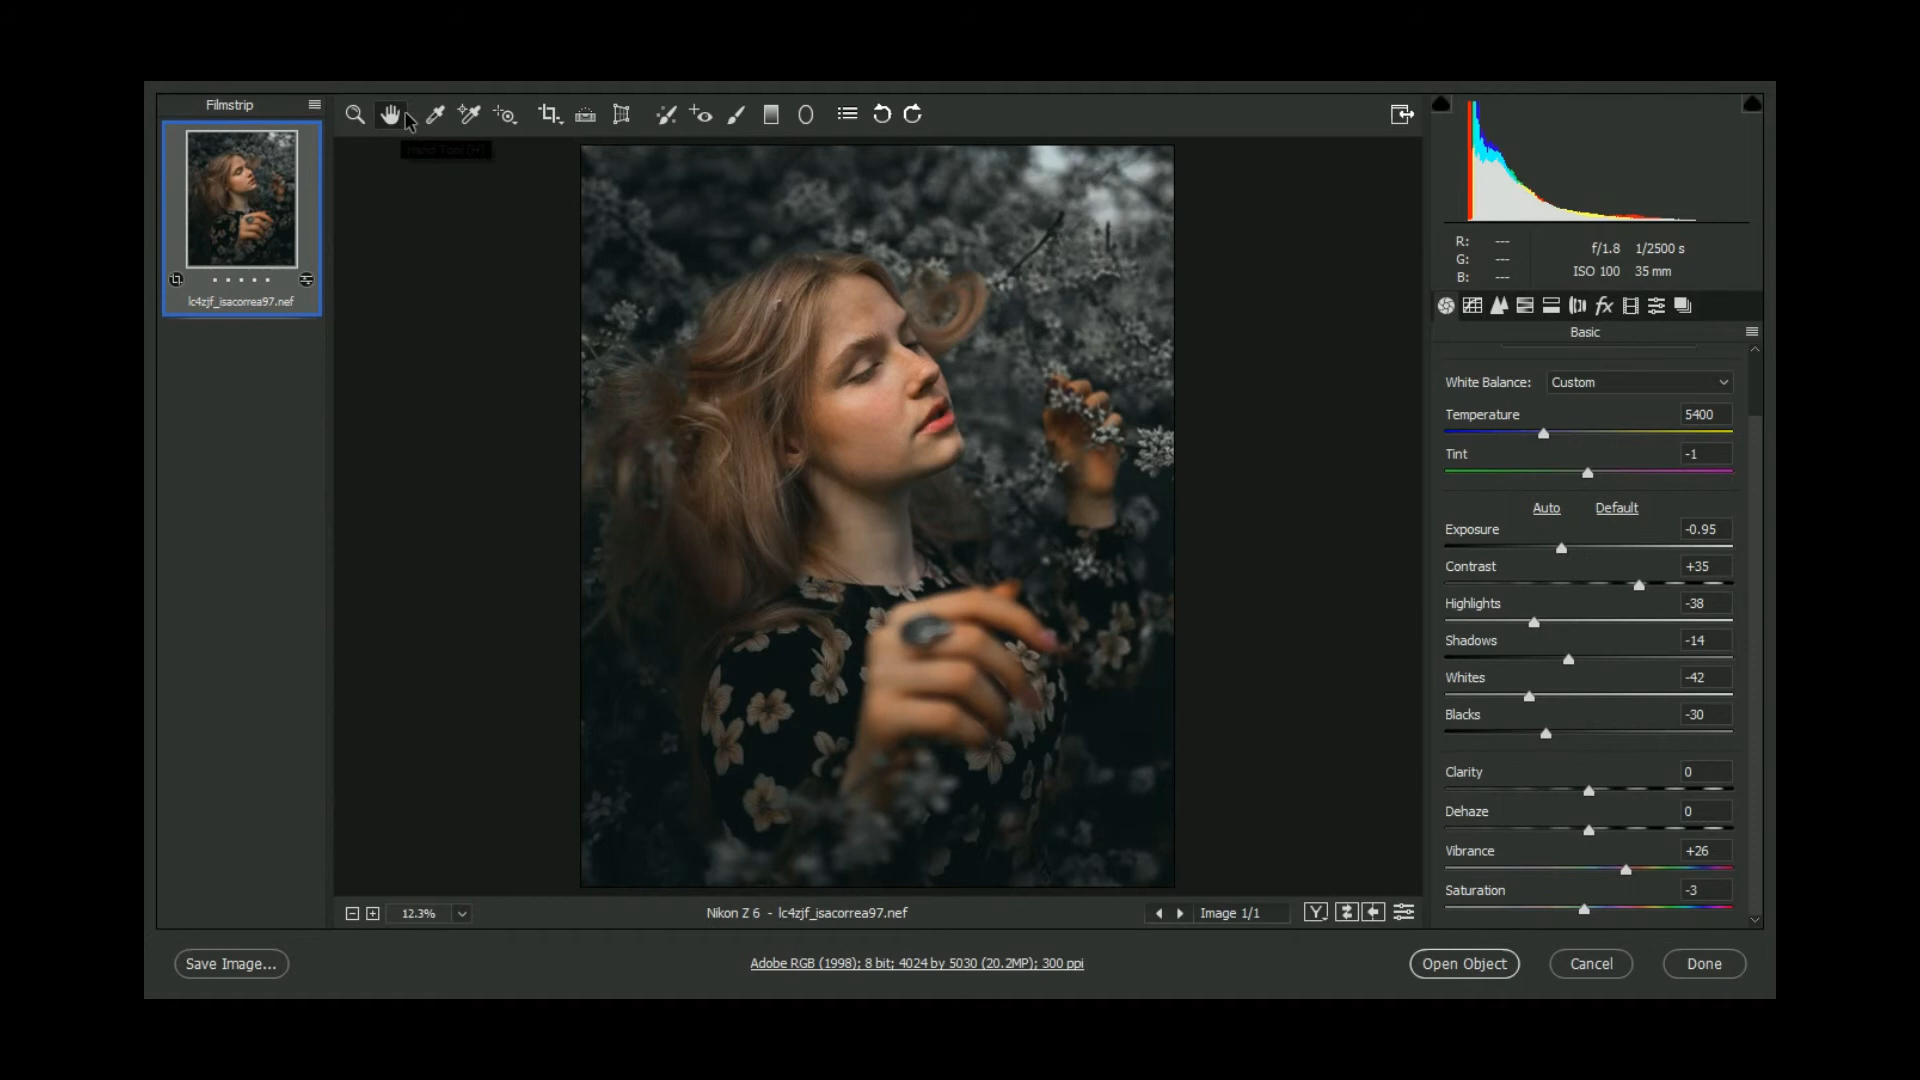 Filmstrip
lc4zjf_isacorrea97.nef
Hand Tool (H)
R: ---
G: ---
B: ---
f/1.8 1/2500 s
ISO 100 35 mm
Basic
White Balance: Custom
Temperature 5400
Tint -1
Auto Default
Exposure -0.95
Contrast +35
Highlights -38
Shadows -14
Whites -42
Blacks -30
Clarity 0
Dehaze 0
Vibrance +26
Saturation -3
12.3%
Nikon Z 6 - lc4zjf_isacorrea97.nef
Image 1/1
Y
Save Image...
Adobe RGB (1998); 8 bit; 4024 by 5030 (20.2MP); 300 ppi
Open Object
Cancel
Done